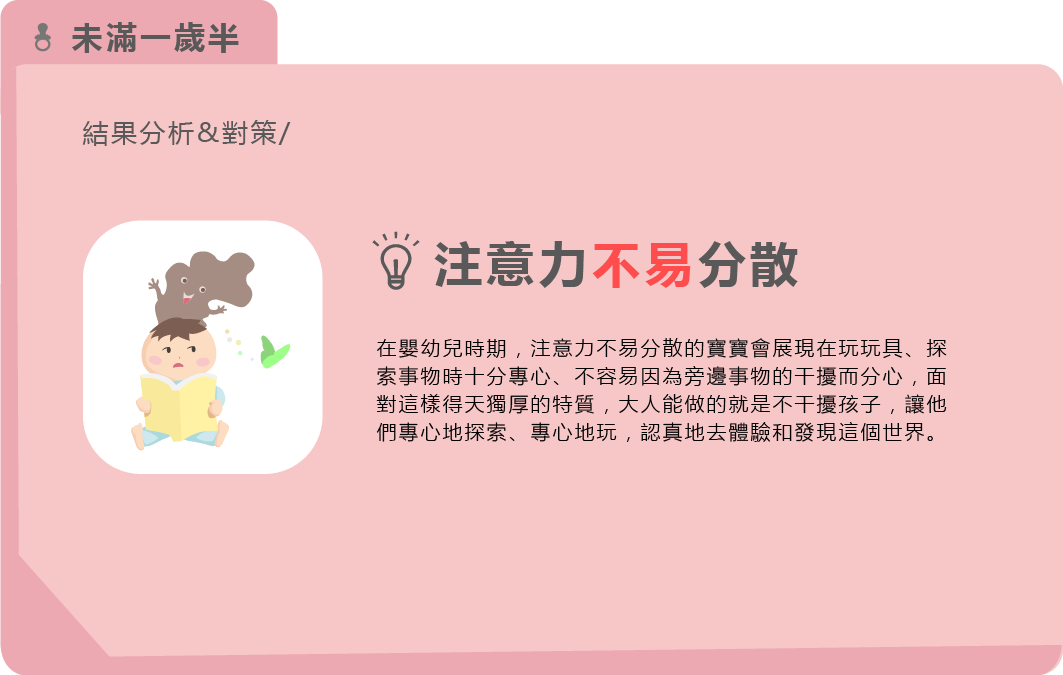 未滿一歲半
結果分析&對策/
注意力不易分散
在嬰幼兒時期，注意力不易分散的寶寶會展現在玩玩具、探
索事物時十分專心、不容易因為旁邊事物的干擾而分心，面
對這樣得天獨厚的特質，大人能做的就是不干擾孩子，讓他
們專心地探索、專心地玩，認真地去體驗和發現這個世界。